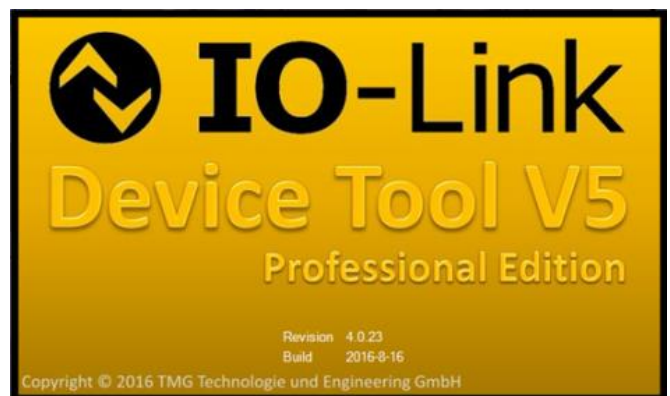 IO-Link
Device Tool V5
Professional Edition
Revision 4.0.23
Build 2016-8-16
Copyright © 2016 TMG Technologie und Engineering GmbH